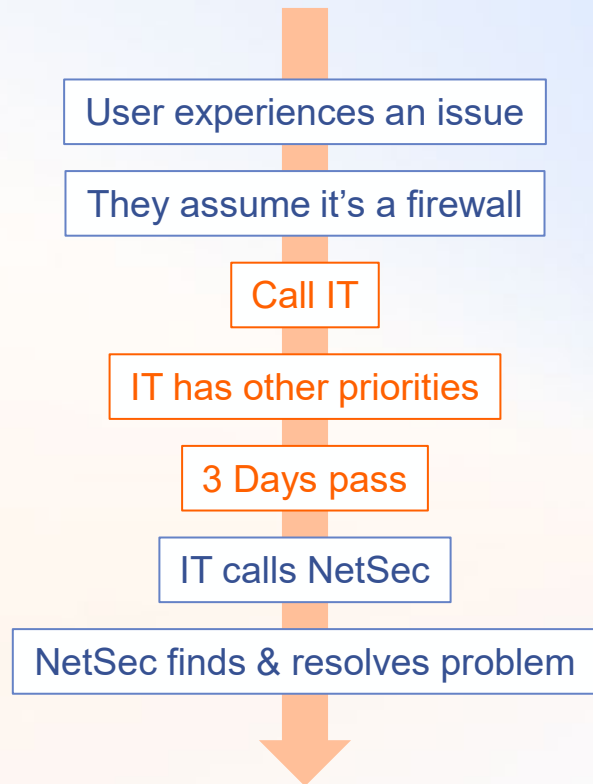 User experiences an issue
They assume it’s a firewall
Call IT
IT has other priorities
3 Days pass
IT calls NetSec
NetSec finds & resolves problem